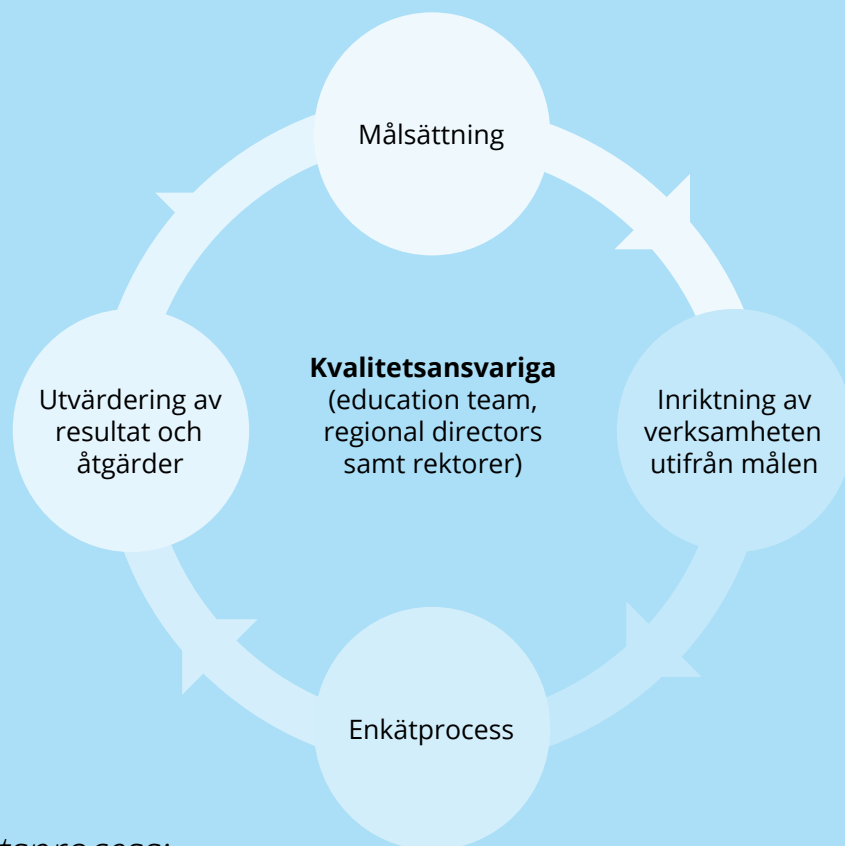 Målsättning
Kvalitetsansvariga
(education team,
regional directors
samt rektorer)
Utvärdering av
resultat och
åtgärder
Inriktning av
verksamheten
utifrån målen
Enkätprocess